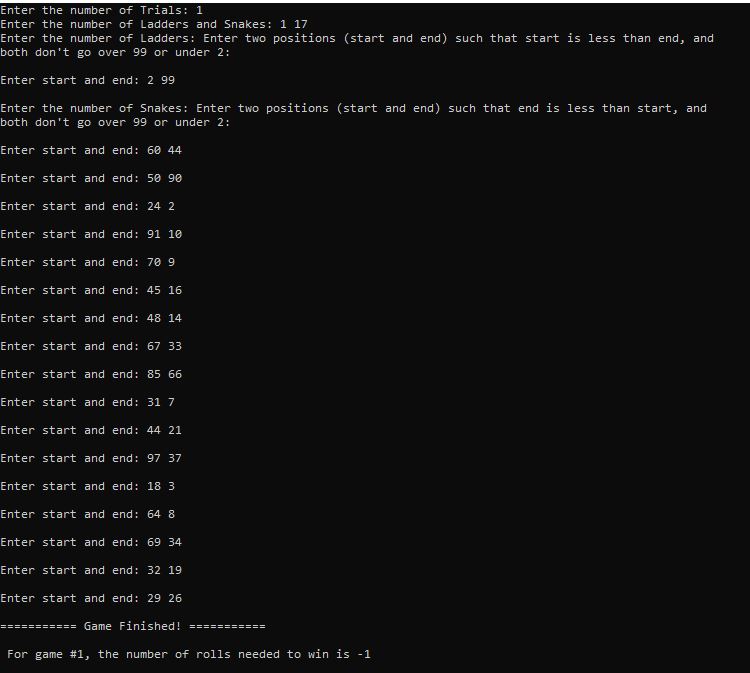 Enter the number of Trials: 1
Enter the number of Ladders and Snakes: 1 17
Enter the number of Ladders: Enter two positions (start and end) such that start is less than end, and
both don't go over 99 or under 2:
Enter start and end: 2 99
Enter the number of Snakes: Enter two positions (start and end) such that end is less than start, and
both don't go over 99 or under 2:
Enter start and end: 60 44
Enter start and end: 50 90
Enter start and end: 24 2
Enter start and end: 91 10
Enter start and end: 70 9
Enter start and end: 45 16
Enter start and end: 48 14
Enter start and end: 67 33
Enter start and end: 85 66
Enter start and end: 31 7
Enter start and end: 44 21
Enter start and end: 97 37
Enter start and end: 18 3
Enter start and end: 64 8
Enter start and end: 69 34
Enter start and end: 32 19
Enter start and end: 29 26
=========== Game Finished! ===========
For game #1, the number of rolls needed to win is -1